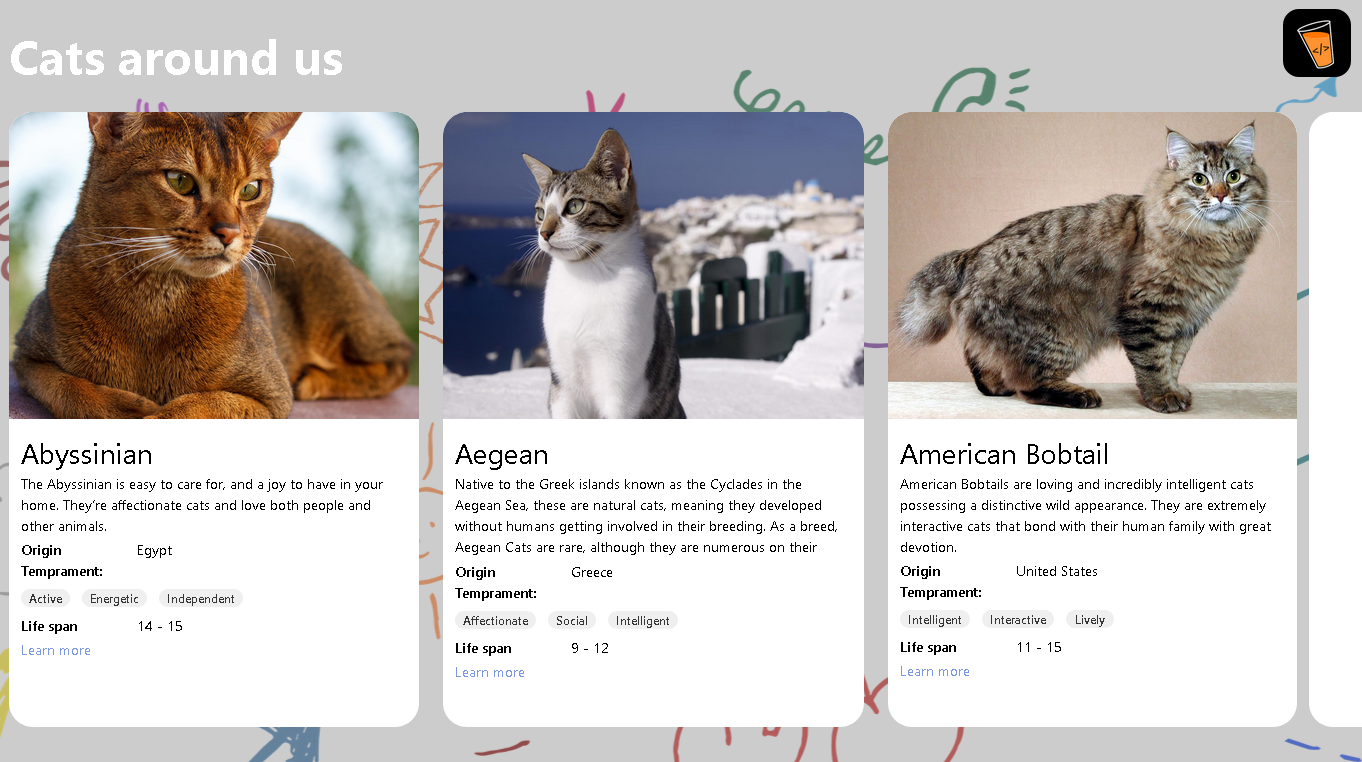 Cats around us
</>
Abyssinian
The Abyssinian is easy to care for, and a joy to have in your
home. They're affectionate cats and love both people and
other animals.
Origin Egypt
Temprament:
Active Energetic Independent
Life span 14 - 15
Learn more
Aegean
Native to the Greek islands known as the Cyclades in the
Aegean Sea, these are natural cats, meaning they developed
without humans getting involved in their breeding. As a breed,
Aegean Cats are rare, although they are numerous on their
Origin Greece
Temprament:
Affectionate Social Intelligent
Life span 9 - 12
Learn more
American Bobtail
American Bobtails are loving and incredibly intelligent cats
possessing a distinctive wild appearance. They are extremely
interactive cats that bond with their human family with great
devotion.
Origin United States
Temprament:
Intelligent Interactive Lively
Life span 11 - 15
Learn more